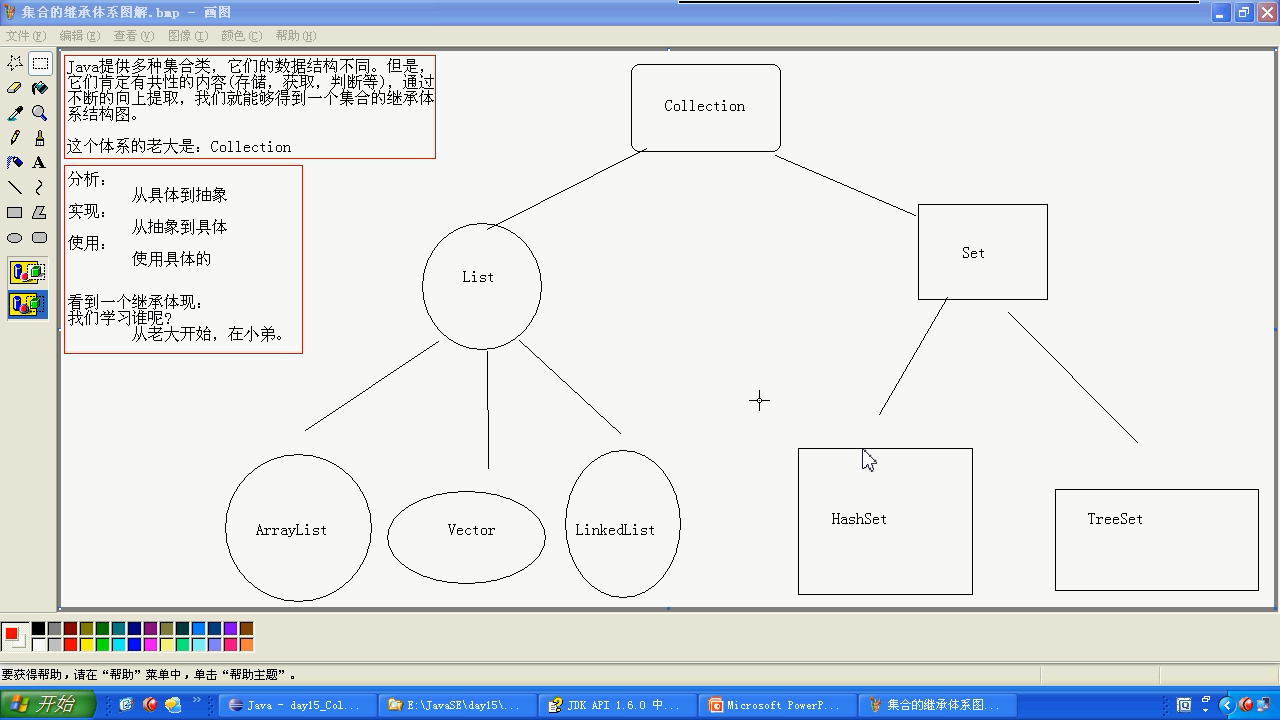 集合的继承体系图解.bmp - 画图
文件(F) 编辑(E) 查看(V) 图像(I) 颜色(C) 帮助(H)
Java提供多种集合类，它们的数据结构不同。但是，
它们肯定有共性的内容(存储，获取，判断等)，通过
不断的向上提取，我们就能够得到一个集合的继承体
系结构图。
这个体系的老大是：Collection
分析：
从具体到抽象
实现：
从抽象到具体
使用：
使用具体的
看到一个继承体现：
我们学习谁呢？
从老大开始，在小弟。
Collection
List
Set
ArrayList
Vector
LinkedList
HashSet
TreeSet
要获得帮助，请在“帮助”菜单中，单击“帮助主题”。
开始
Java - day15_Col...
E:\JavaSE\day15\...
JDK API 1.6.0 中...
Microsoft PowerP...
集合的继承体系图...